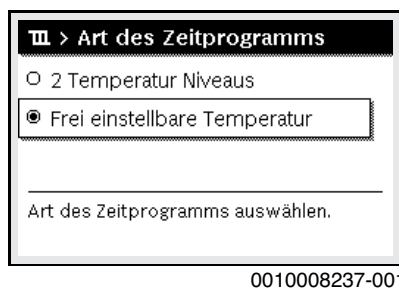 > Art des Zeitprogramms
2 Temperatur Niveaus
Frei einstellbare Temperatur
Art des Zeitprogramms auswählen.
0010008237-001